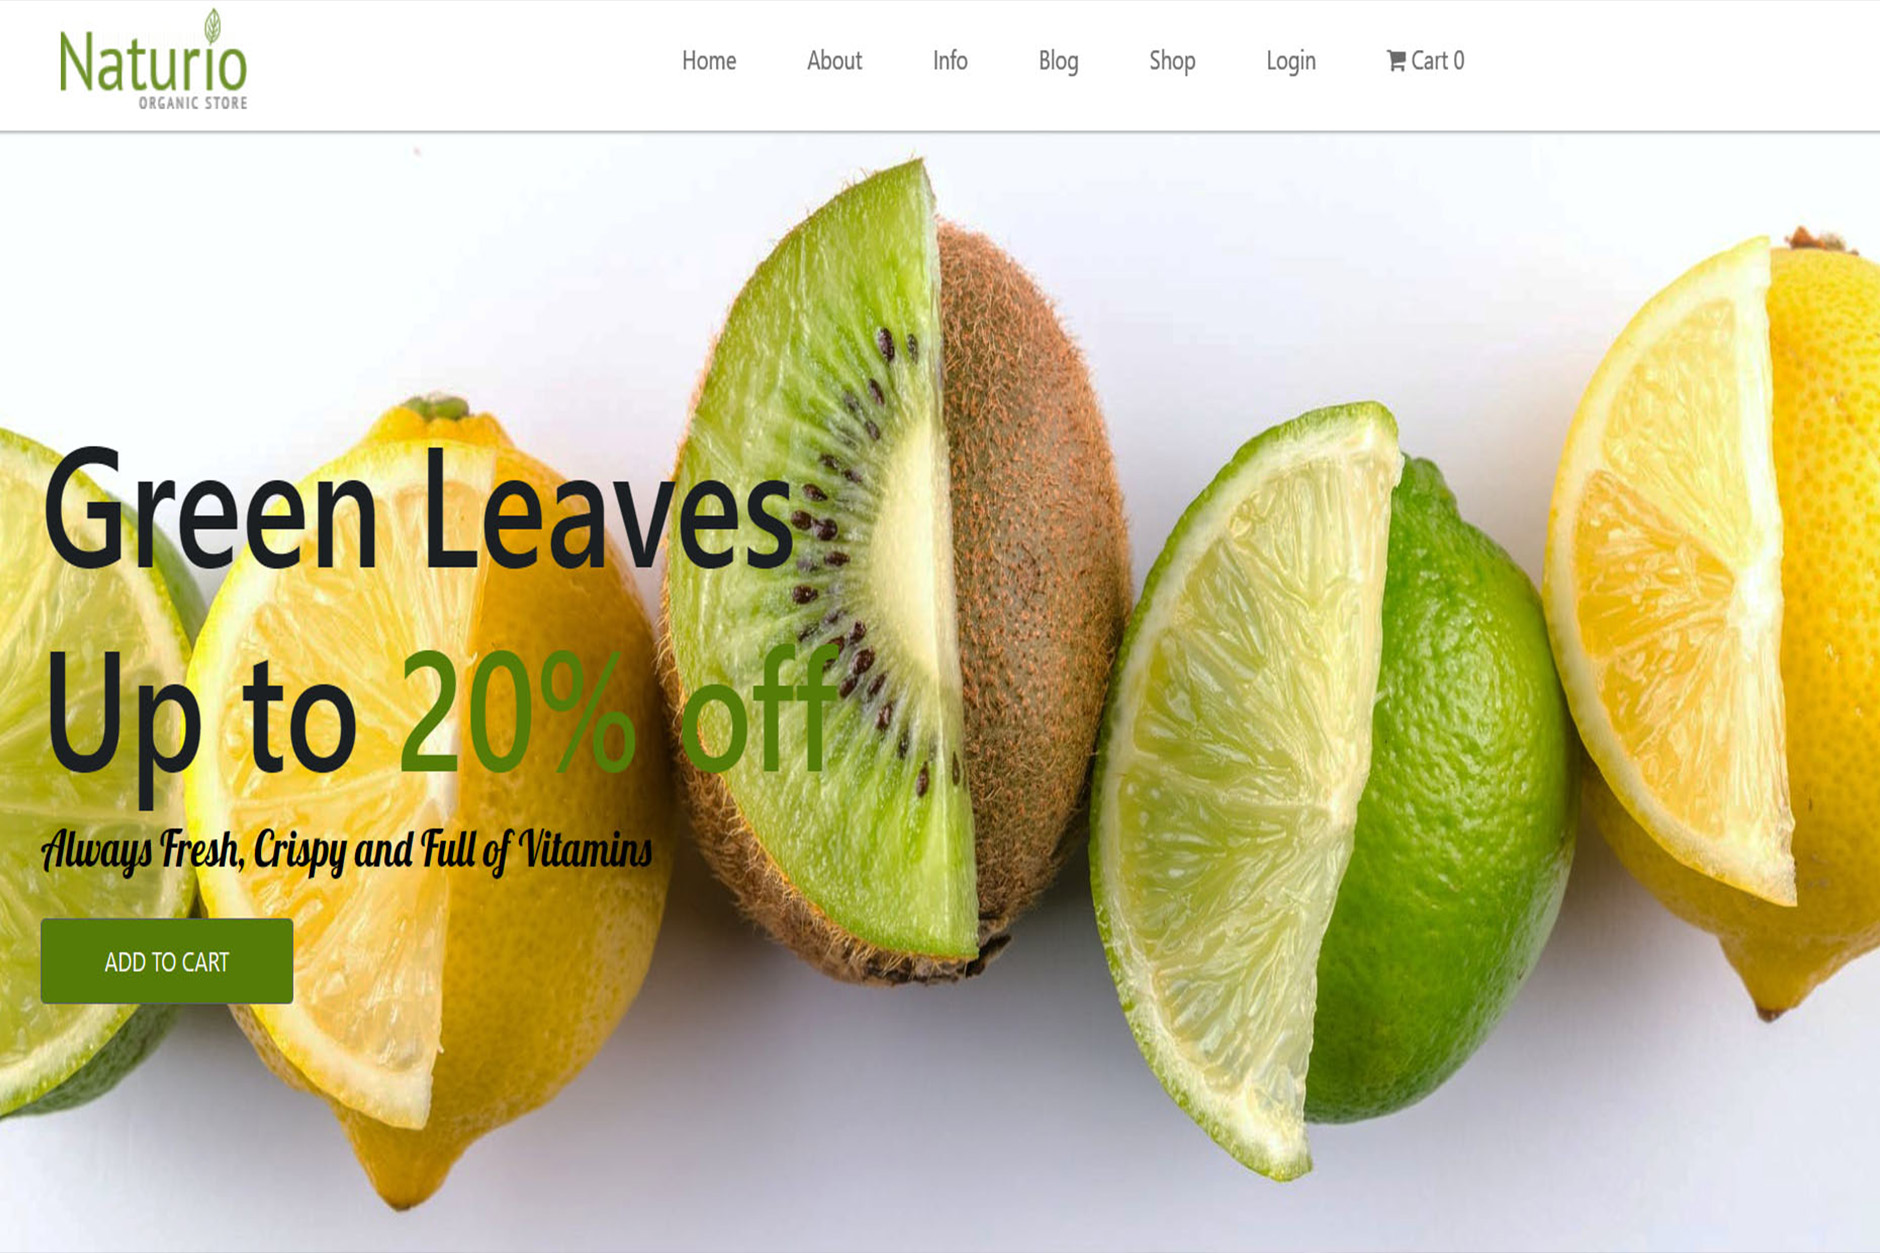 Naturio
ORGANIC STORE
Home About Info Blog Shop Login Cart 0
Green Leaves
Up to 20% off
Always Fresh, Crispy and Full of Vitamins
ADD TO CART